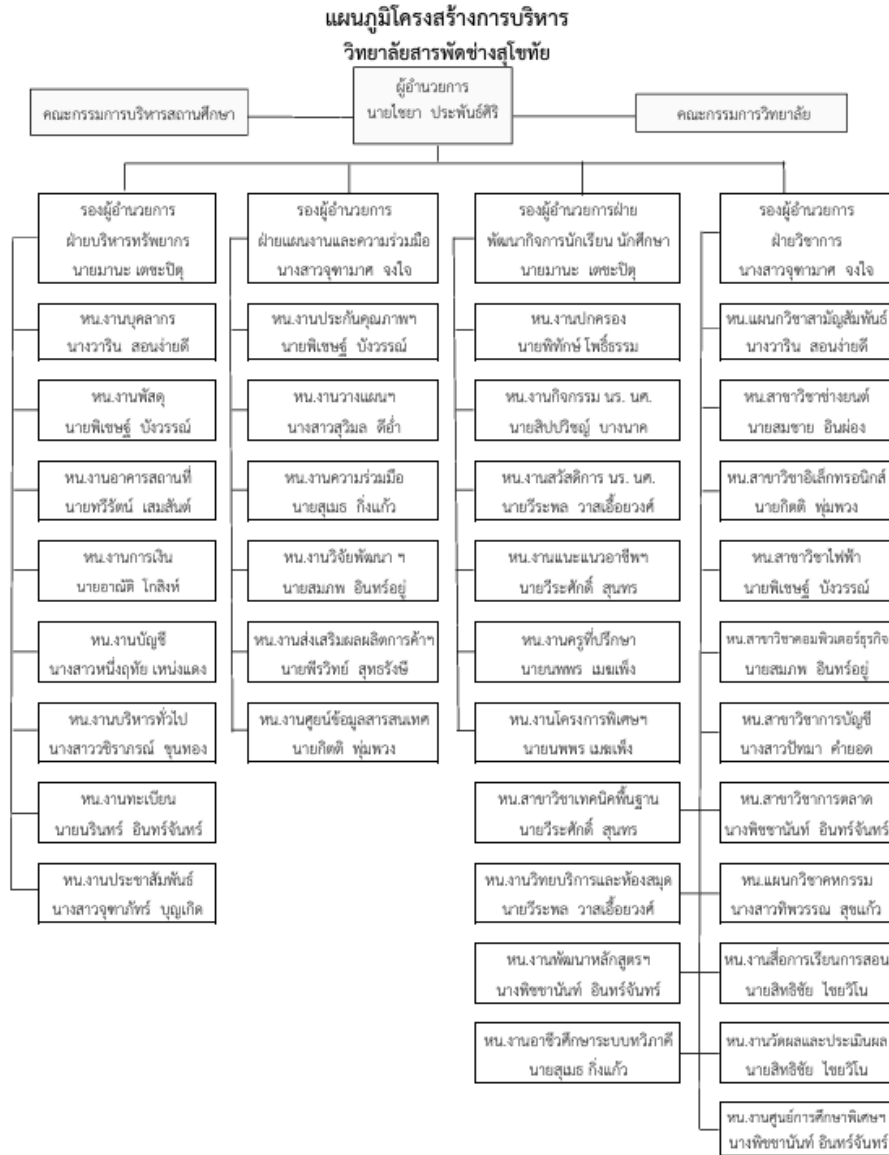 แผนภูมิโครงสร้างการบริหาร
วิทยาลัยสารพัดช่างสุโขทัย
ผู้อำนวยการ
นายไชยา ประพันธ์ศิริ
คณะกรรมการบริหารสถานศึกษา
คณะกรรมการวิทยาลัย
รองผู้อำนวยการ
ฝ่ายบริหารทรัพยากร
นายมานะ เตชะปิตุ
หน.งานบุคลากร
นางวาริน สอนง่ายดี
หน.งานพัสดุ
นายพิเชษฐ์ บังวรรณ์
หน.งานอาคารสถานที่
นายทวีรัตน์ เสมสันต์
หน.งานการเงิน
นายอาณัติ โกสิงห์
หน.งานบัญชี
นางสาวหนึ่งฤทัย เหน่งแดง
หน.งานบริหารทั่วไป
นางสาววชิราภรณ์ ขุนทอง
หน.งานทะเบียน
นายนรินทร์ อินทร์จันทร์
หน.งานประชาสัมพันธ์
นางสาวจุฑาภัทร์ บุญเกิด
รองผู้อำนวยการ
ฝ่ายแผนงานและความร่วมมือ
นางสาวจุฑามาศ จงใจ
หน.งานประกันคุณภาพฯ
นายพิเชษฐ์ บังวรรณ์
หน.งานวางแผนฯ
นางสาวสุวิมล ดีอ่ำ
หน.งานความร่วมมือ
นายสุเมธ กิ่งแก้ว
หน.งานวิจัยพัฒนา ฯ
นายสมภพ อินทร์อยู่
หน.งานส่งเสริมผลผลิตการค้าฯ
นายพีรวิทย์ สุทธรังษี
หน.งานศูยน์ข้อมูลสารสนเทศ
นายกิตติ พุ่มพวง
รองผู้อำนวยการฝ่าย
พัฒนากิจการนักเรียน นักศึกษา
นายมานะ เตชะปิตุ
หน.งานปกครอง
นายพิทักษ์ โพธิ์ธรรม
หน.งานกิจกรรม นร. นศ.
นายสิปปวิชญ์ บางนาค
หน.งานสวัสดิการ นร. นศ.
นายวีระพล วาสเอื้อยวงศ์
หน.งานแนะแนวอาชีพฯ
นายวีระศักดิ์ สุนทร
หน.งานครูที่ปรึกษา
นายนพพร เมฆเพ็ง
หน.งานโครงการพิเศษฯ
นายนพพร เมฆเพ็ง
หน.สาขาวิชาเทคนิคพื้นฐาน
นายวีระศักดิ์ สุนทร
หน.งานวิทยบริการและห้องสมุด
นายวีระพล วาสเอื้อยวงศ์
หน.งานพัฒนาหลักสูตรฯ
นางพิชชานันท์ อินทร์จันทร์
หน.งานอาชีวศึกษาระบบทวิภาคี
นายสุเมธ กิ่งแก้ว
รองผู้อำนวยการ
ฝ่ายวิชาการ
นางสาวจุฑามาศ จงใจ
หน.แผนกวิชาสามัญสัมพันธ์
นางวาริน สอนง่ายดี
หน.สาขาวิชาช่างยนต์
นายสมชาย อินผ่อง
หน.สาขาวิชาอิเล็กทรอนิกส์
นายกิตติ พุ่มพวง
หน.สาขาวิชาไฟฟ้า
นายพิเชษฐ์ บังวรรณ์
หน.สาขาวิชาคอมพิวเตอร์ธุรกิจ
นายสมภพ อินทร์อยู่
หน.สาขาวิชาการบัญชี
นางสาวปัทมา คำยอด
หน.สาขาวิชาการตลาด
นางพิชชานันท์ อินทร์จันทร์
หน.แผนกวิชาคหกรรม
นางสาวทิพวรรณ สุขแก้ว
หน.งานสื่อการเรียนการสอน
นายสิทธิชัย ไชยวิโน
หน.งานวัดผลและประเมินผล
นายสิทธิชัย ไชยวิโน
หน.งานศูนย์การศึกษาพิเศษฯ
นางพิชชานันท์ อินทร์จันทร์